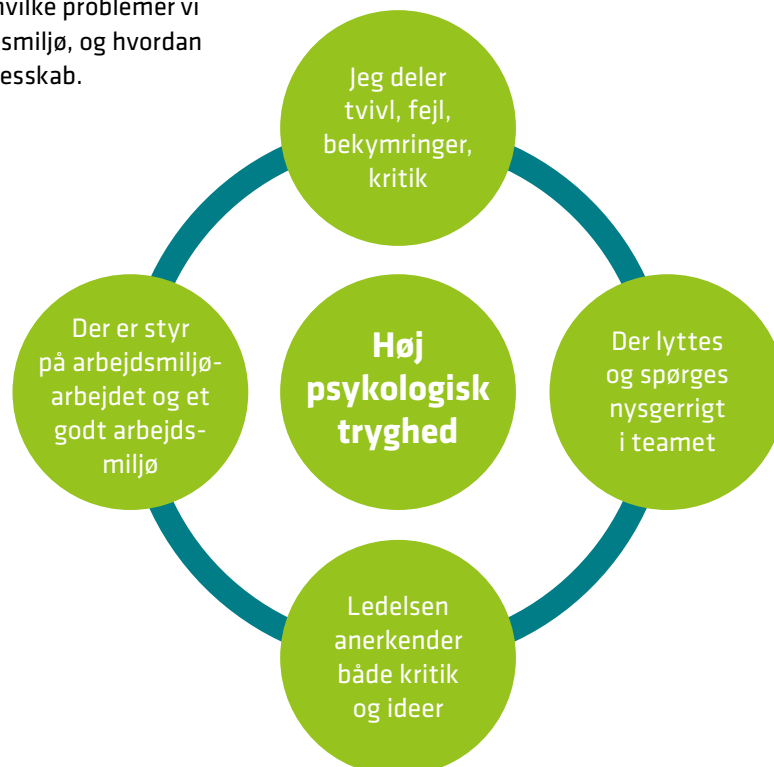 hvilke problemer vi
smiljø, og hvordan
esskab.
Jeg deler
tvivl, fejl,
bekymringer,
kritik
Der er styr
på arbejdsmiljø-
arbejdet og et
godt arbejds-
miljø
Høj
psykologisk
tryghed
Der lyttes
og spørges
nysgerrigt
i teamet
Ledelsen
anerkender
både kritik
og ideer